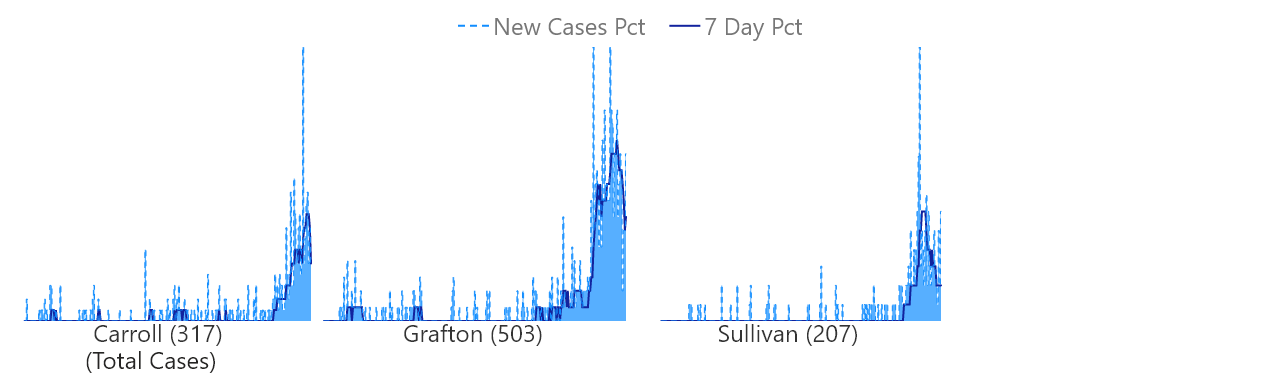 New Cases Pct 7 Day Pct
Carroll (317) Grafton (503) Sullivan (207)
(Total Cases)